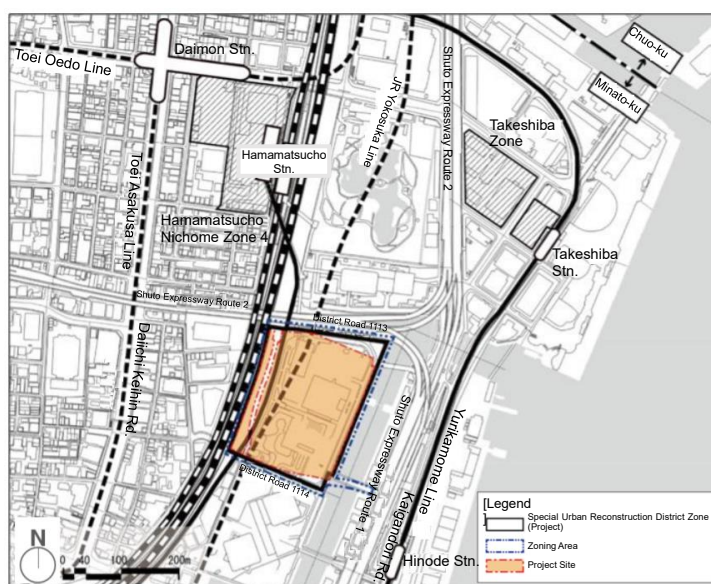 Daimon Stn.
Toei Oedo Line
Chuo-ku
Minato-ku
JR Yokosuka Line
Shuto Expressway Route 2
Takeshiba
Zone
Hamamatsucho
Stn.
Toei Asakusa Line
Hamamatsucho
Nichome Zone 4
Takeshiba
Stn.
Shuto Expressway Route 2
District Road 1113
Daiichi Keihin Rd.
Shuto Expressway Route 1
Yurikamome Line
District Road 1114
Kaigandori Rd.
Hinode Stn.
N
0 40 100 200m
[Legend
]
Special Urban Reconstruction District Zone
(Project)
Zoning Area
Project Site